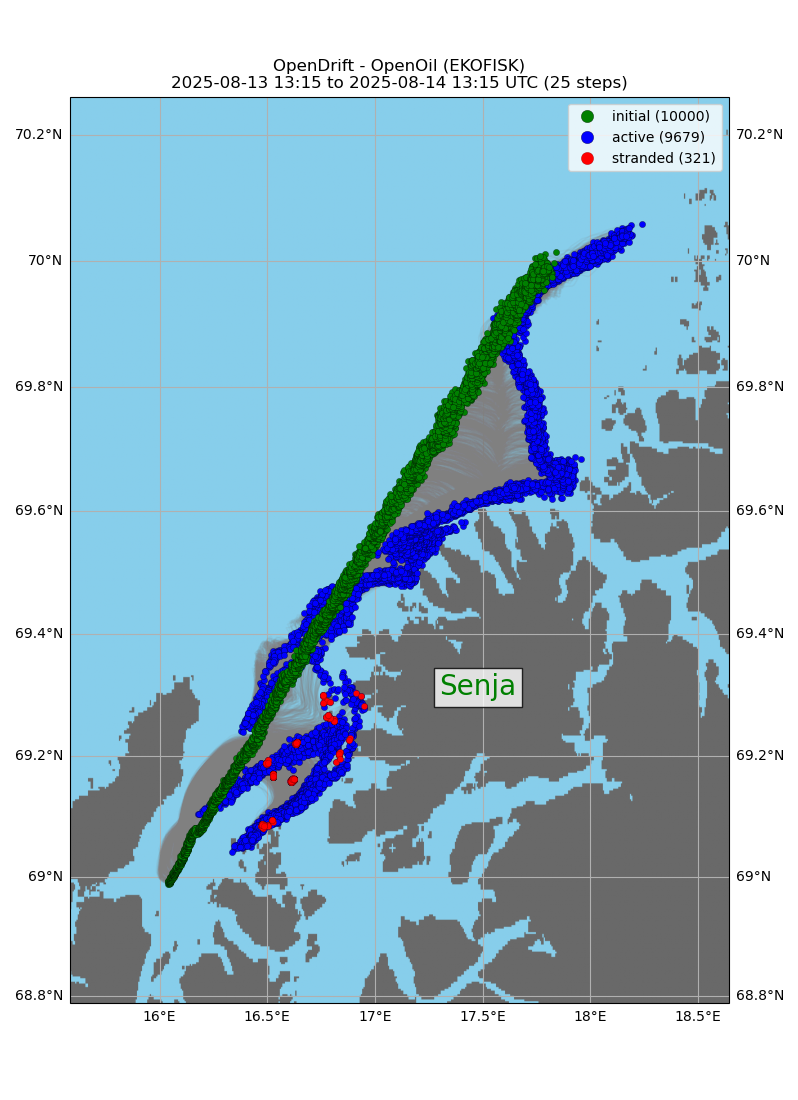 OpenDrift - OpenOil (EKOFISK)
2025-08-13 13:15 to 2025-08-14 13:15 UTC (25 steps)
initial (10000)
active (9679)
stranded (321)
70.2°N 70.2°N
70°N 70°N
69.8°N 69.8°N
69.6°N 69.6°N
69.4°N 69.4°N
Senja
69.2°N 69.2°N
69°N 69°N
68.8°N 68.8°N
16°E 16.5°E 17°E 17.5°E 18°E 18.5°E